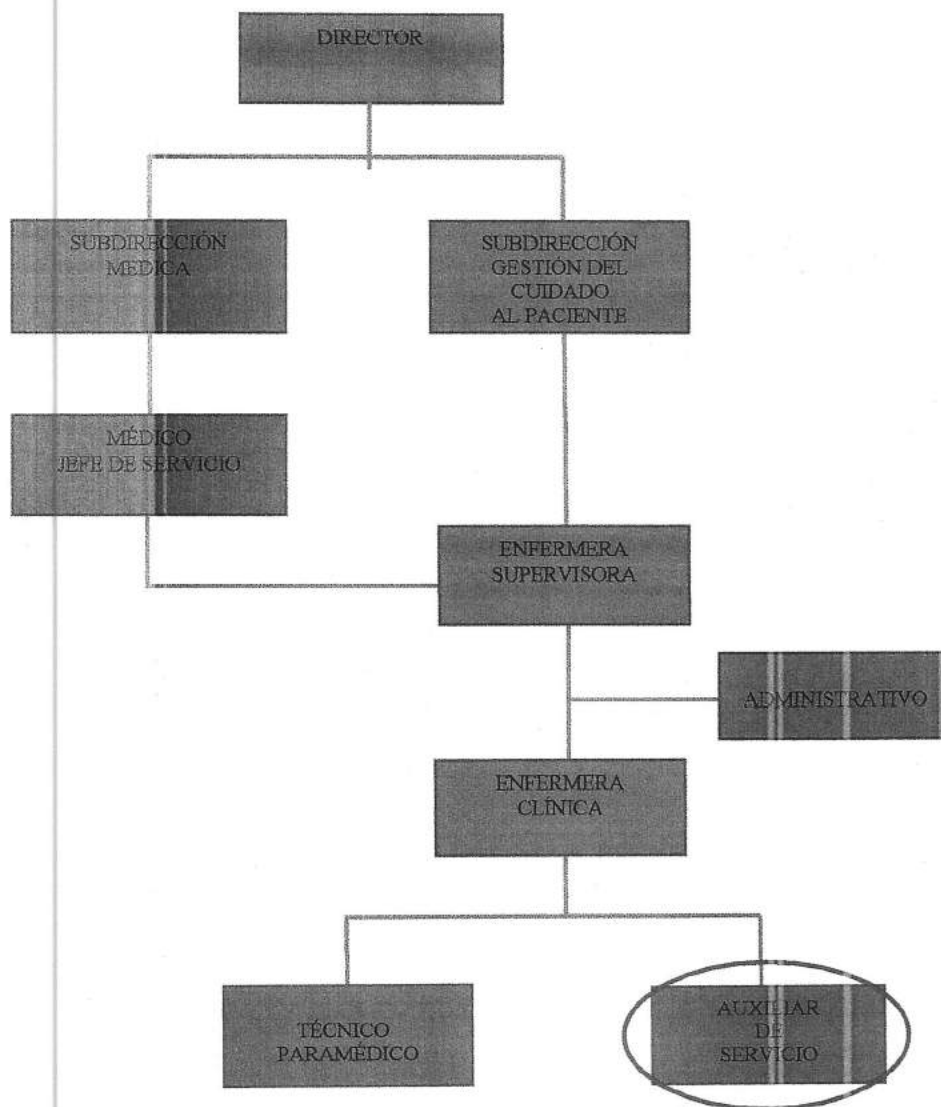 DIRECTOR
SUBDIRECCIÓN
MEDICA
SUBDIRECCIÓN
GESTIÓN DEL
CUIDADO
AL PACIENTE
MÉDICO
JEFE DE SERVICIO
ENFERMERA
SUPERVISORA
ADMINISTRATIVO
ENFERMERA
CLÍNICA
TÉCNICO
PARAMÉDICO
AUXILIAR
DE
SERVICIO